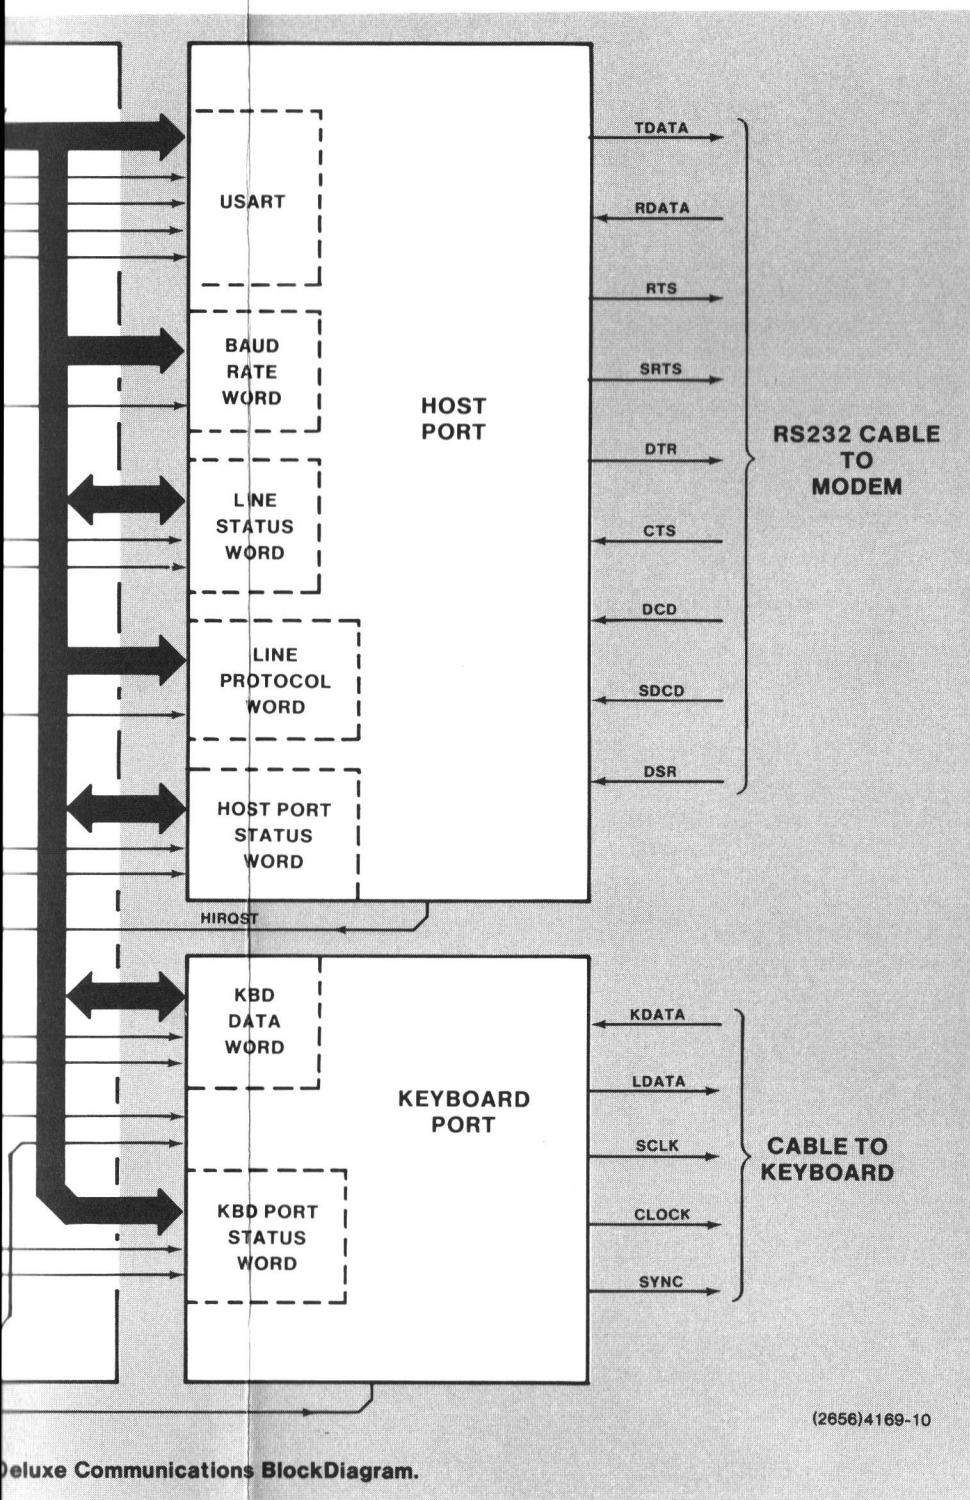 USART
BAUD
RATE
WORD
LINE
STATUS
WORD
LINE
PROTOCOL
WORD
HOST PORT
STATUS
WORD
HOST
PORT
TDATA
RDATA
RTS
SRTS
DTR
CTS
DCD
SDCD
DSR
RS232 CABLE
TO
MODEM
HIRQST
KBD
DATA
WORD
KEYBOARD
PORT
KBD PORT
STATUS
WORD
KDATA
LDATA
SCLK
CLOCK
SYNC
CABLE TO
KEYBOARD
(2656)4169-10
Deluxe Communications BlockDiagram.